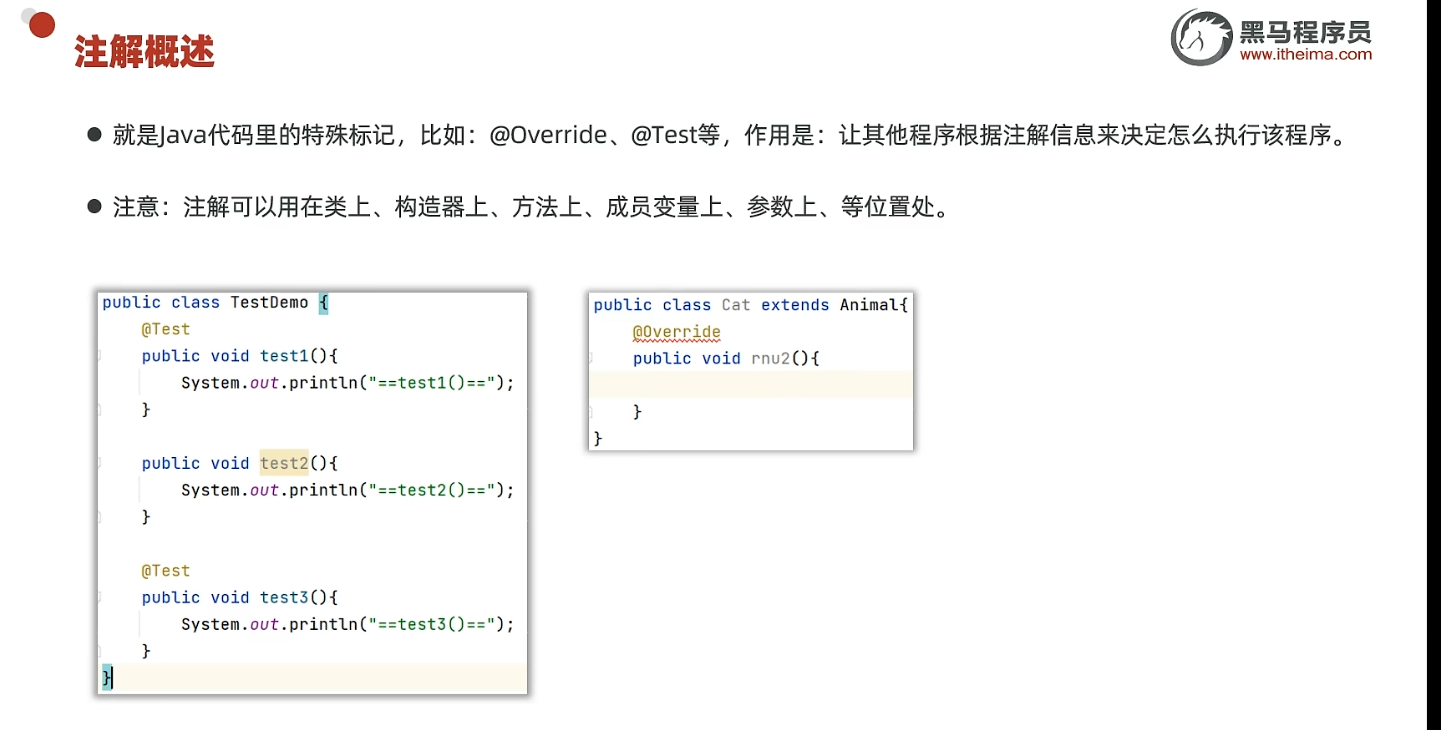 注解概述
黑马程序员
www.itheima.com
就是Java代码里的特殊标记，比如：@Override、@Test等，作用是：让其他程序根据注解信息来决定怎么执行该程序。
注意：注解可以用在类上、构造器上、方法上、成员变量上、参数上、等位置处。
public class TestDemo {
@Test
public void test1(){
System.out.println("==test1()==");
}
public void test2(){
System.out.println("==test2()==");
}
@Test
public void test3(){
System.out.println("==test3()==");
}
}
public class Cat extends Animal{
@Override
public void rnu2(){
}
}